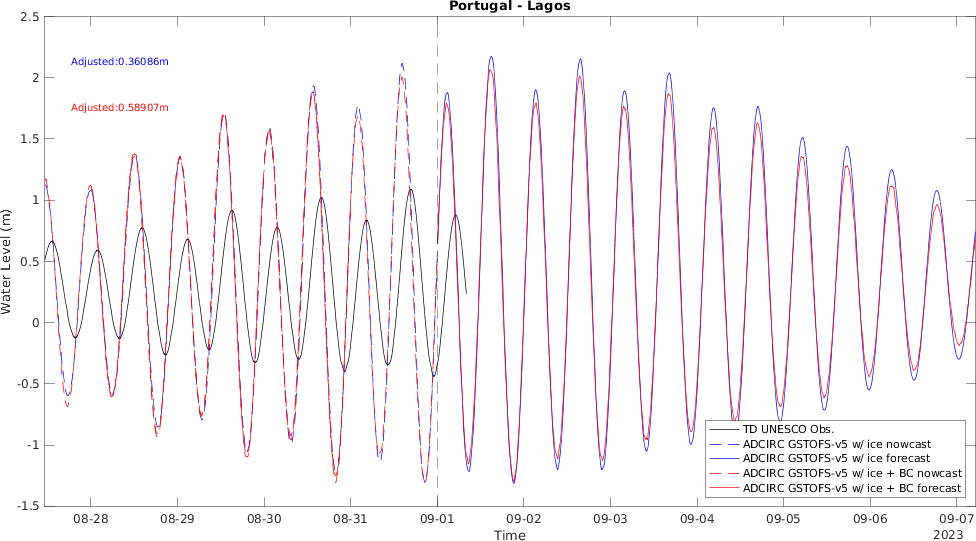 Portugal - Lagos
2.5
2
1.5
1
0.5
0
-0.5
-1
-1.5
Water Level (m)
Adjusted:0.36086m
Adjusted:0.58907m
TD UNESCO Obs.
ADCIRC GSTOFS-v5 w/ ice nowcast
ADCIRC GSTOFS-v5 w/ ice forecast
ADCIRC GSTOFS-v5 w/ ice + BC nowcast
ADCIRC GSTOFS-v5 w/ ice + BC forecast
08-28 08-29 08-30 08-31 09-01 09-02 09-03 09-04 09-05 09-06 09-07
Time
2023